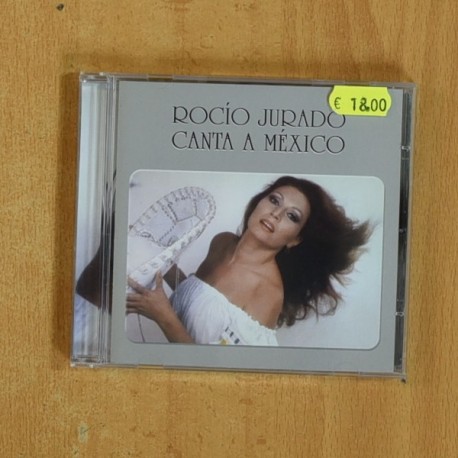 € 18.00
ROCÍO JURADO
CANTA A MÉXICO